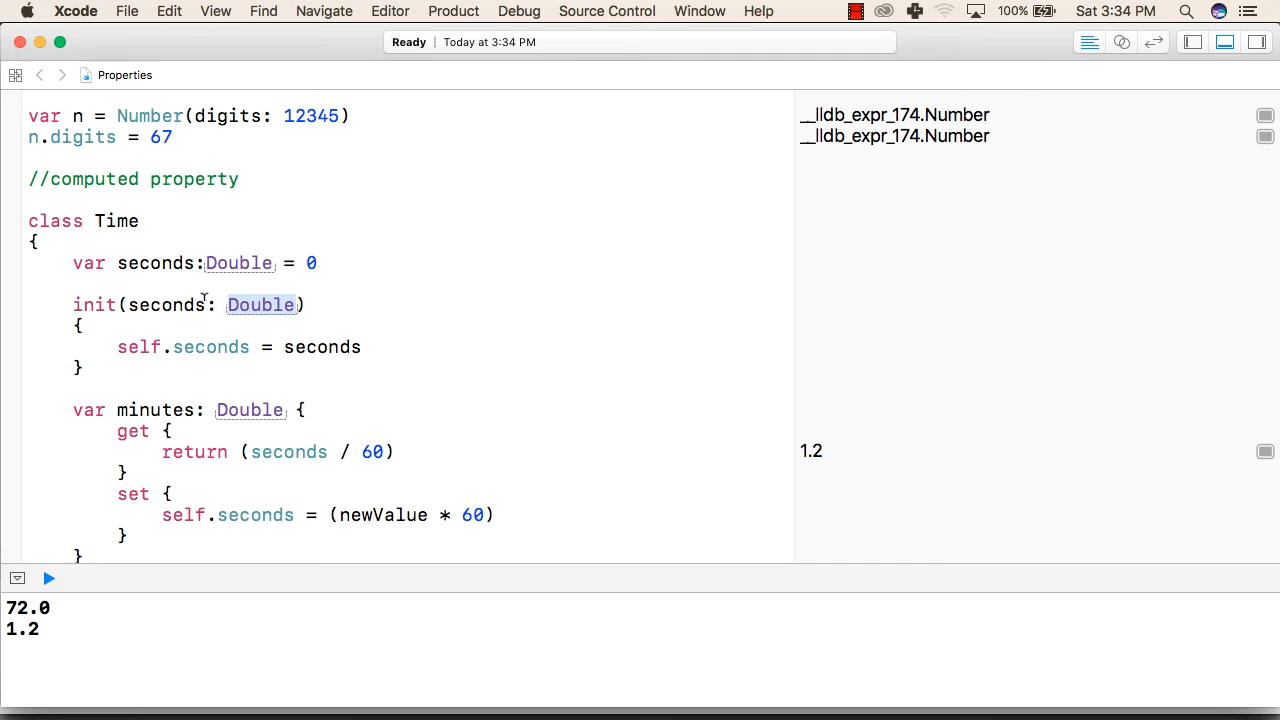 Xcode File Edit View Find Navigate Editor Product Debug Source Control Window Help 100% Sat 3:34 PM
Ready | Today at 3:34 PM
Properties
var n = Number(digits: 12345) __lldb_expr_174.Number
n.digits = 67 __lldb_expr_174.Number
//computed property
class Time
{
var seconds:Double = 0
init(seconds: Double)
{
self.seconds = seconds
}
var minutes: Double {
get {
return (seconds / 60) 1.2
}
set {
self.seconds = (newValue * 60)
}
}
72.0
1.2